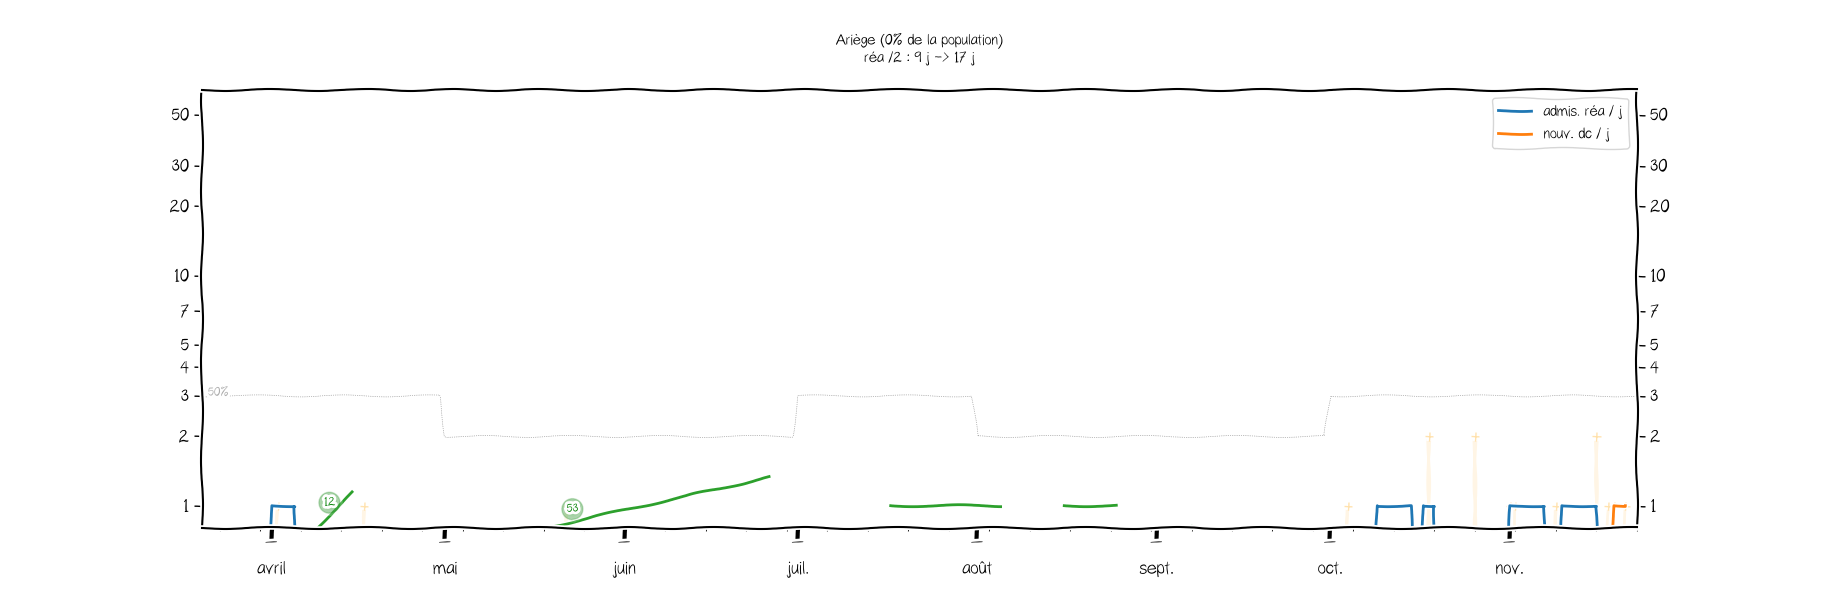 Ariège (0% de la population)
réa /2 : 9 j -> 17 j
admis. réa / j
nouv. dc / j
50
30
20
10
7
5
4
3
2
1
50%
12
53
50
30
20
10
7
5
4
3
2
1
avril
mai
juin
juil.
août
sept.
oct.
nov.